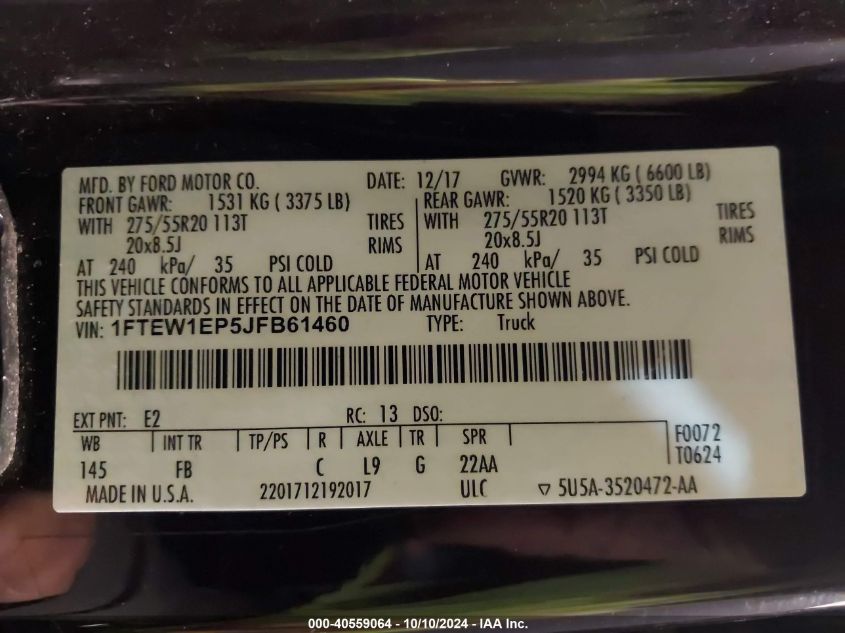 MFD. BY FORD MOTOR CO. DATE: 12/17 GVWR: 2994 KG ( 6600 LB)
FRONT GAWR: 1531 KG ( 3375 LB) REAR GAWR: 1520 KG ( 3350 LB)
WITH 275/55R20 113T TIRES WITH 275/55R20 113T TIRES
20x8.5J RIMS 20x8.5J RIMS
AT 240 kPa/ 35 PSI COLD AT 240 kPa/ 35 PSI COLD
THIS VEHICLE CONFORMS TO ALL APPLICABLE FEDERAL MOTOR VEHICLE
SAFETY STANDARDS IN EFFECT ON THE DATE OF MANUFACTURE SHOWN ABOVE.
VIN: 1FTEW1EP5JFB61460 TYPE: Truck
EXT PNT: E2 RC: 13 DSO:
WB INT TR TP/PS R AXLE TR SPR F0072
145 FB C L9 G 22AA T0624
MADE IN U.S.A. 2201712192017 ULC ▽ 5U5A-3520472-AA
000-40559064 - 10/10/2024 - IAA Inc.